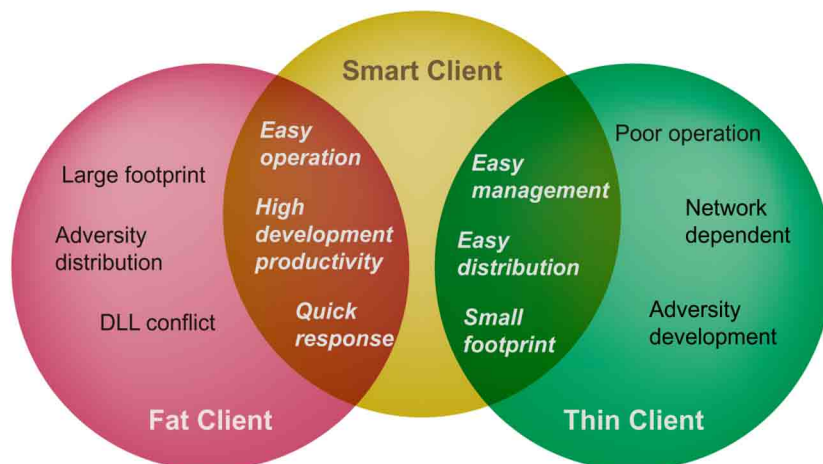 Smart Client
Easy
operation
High
development
productivity
Quick
response
Large footprint
Adversity
distribution
DLL conflict
Fat Client
Easy
management
Easy
distribution
Small
footprint
Poor operation
Network
dependent
Adversity
development
Thin Client